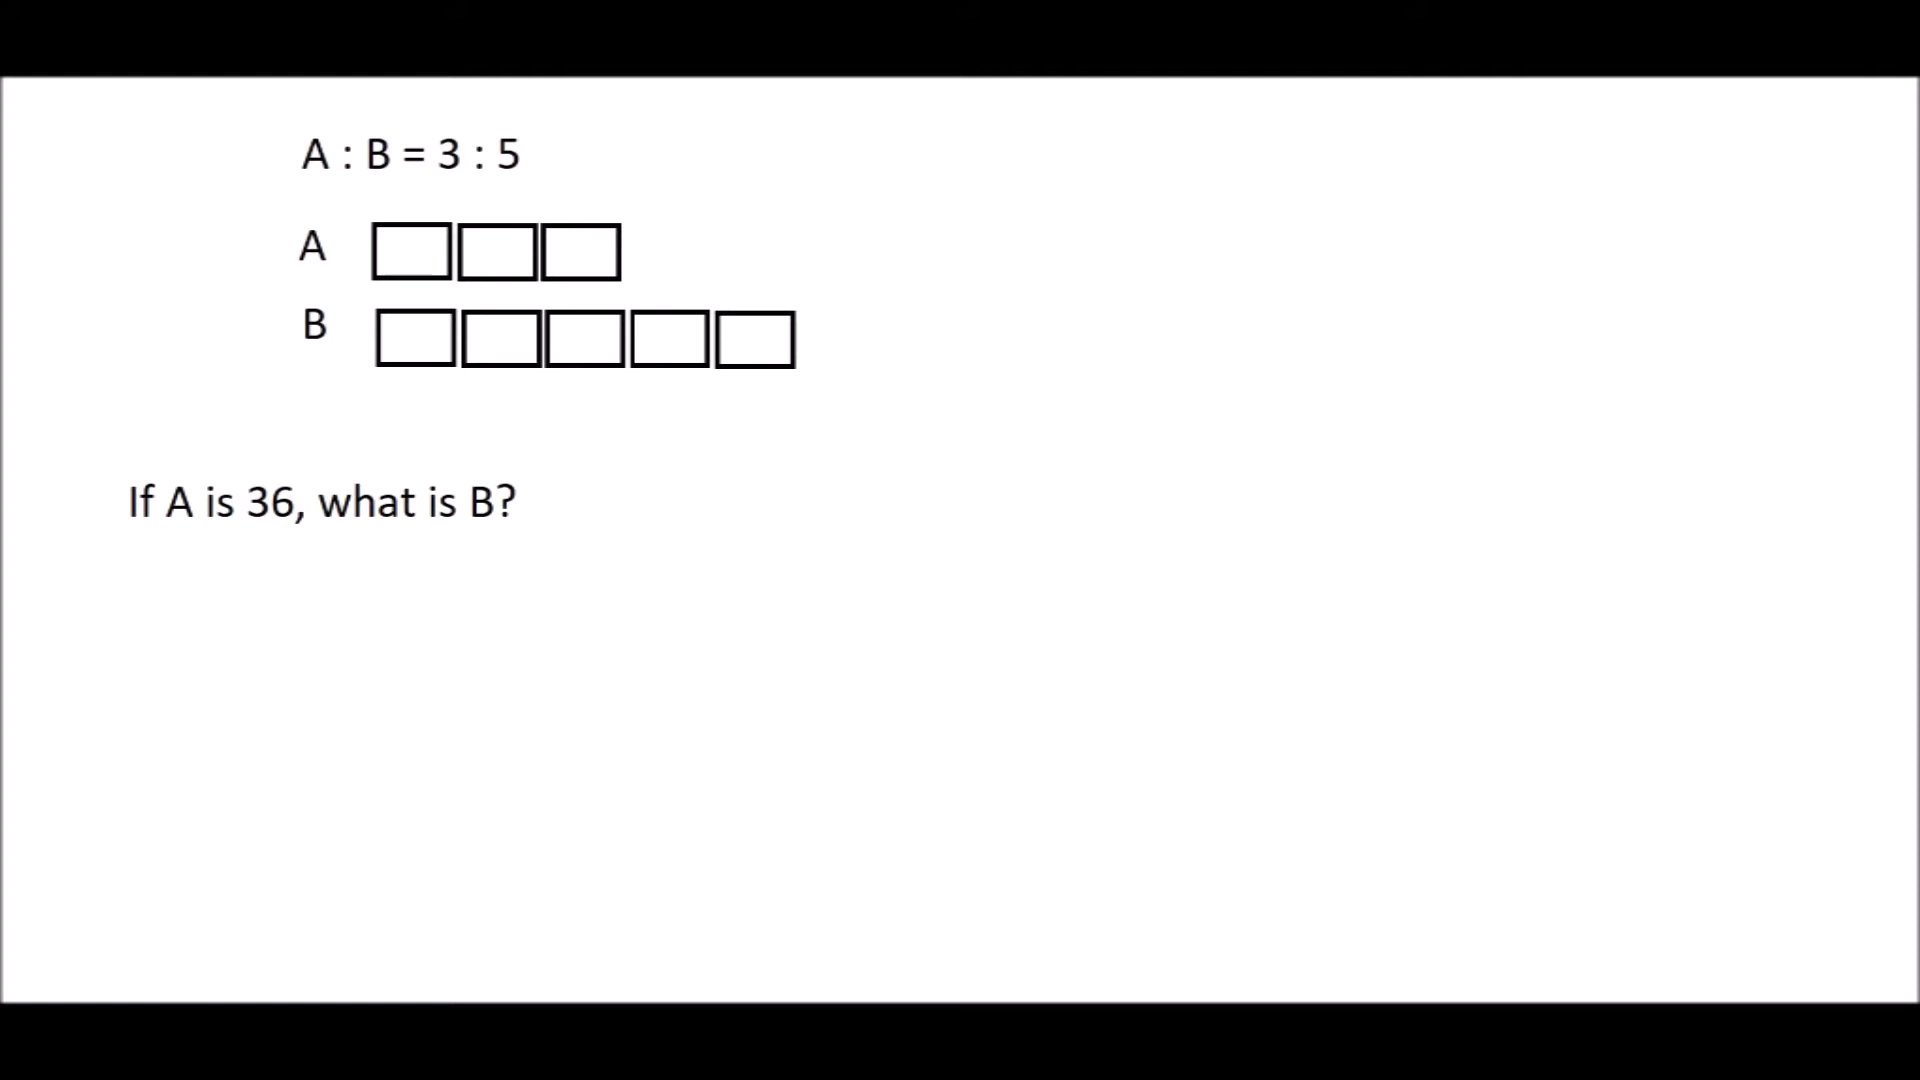 A : B = 3 : 5
A
B
If A is 36, what is B?